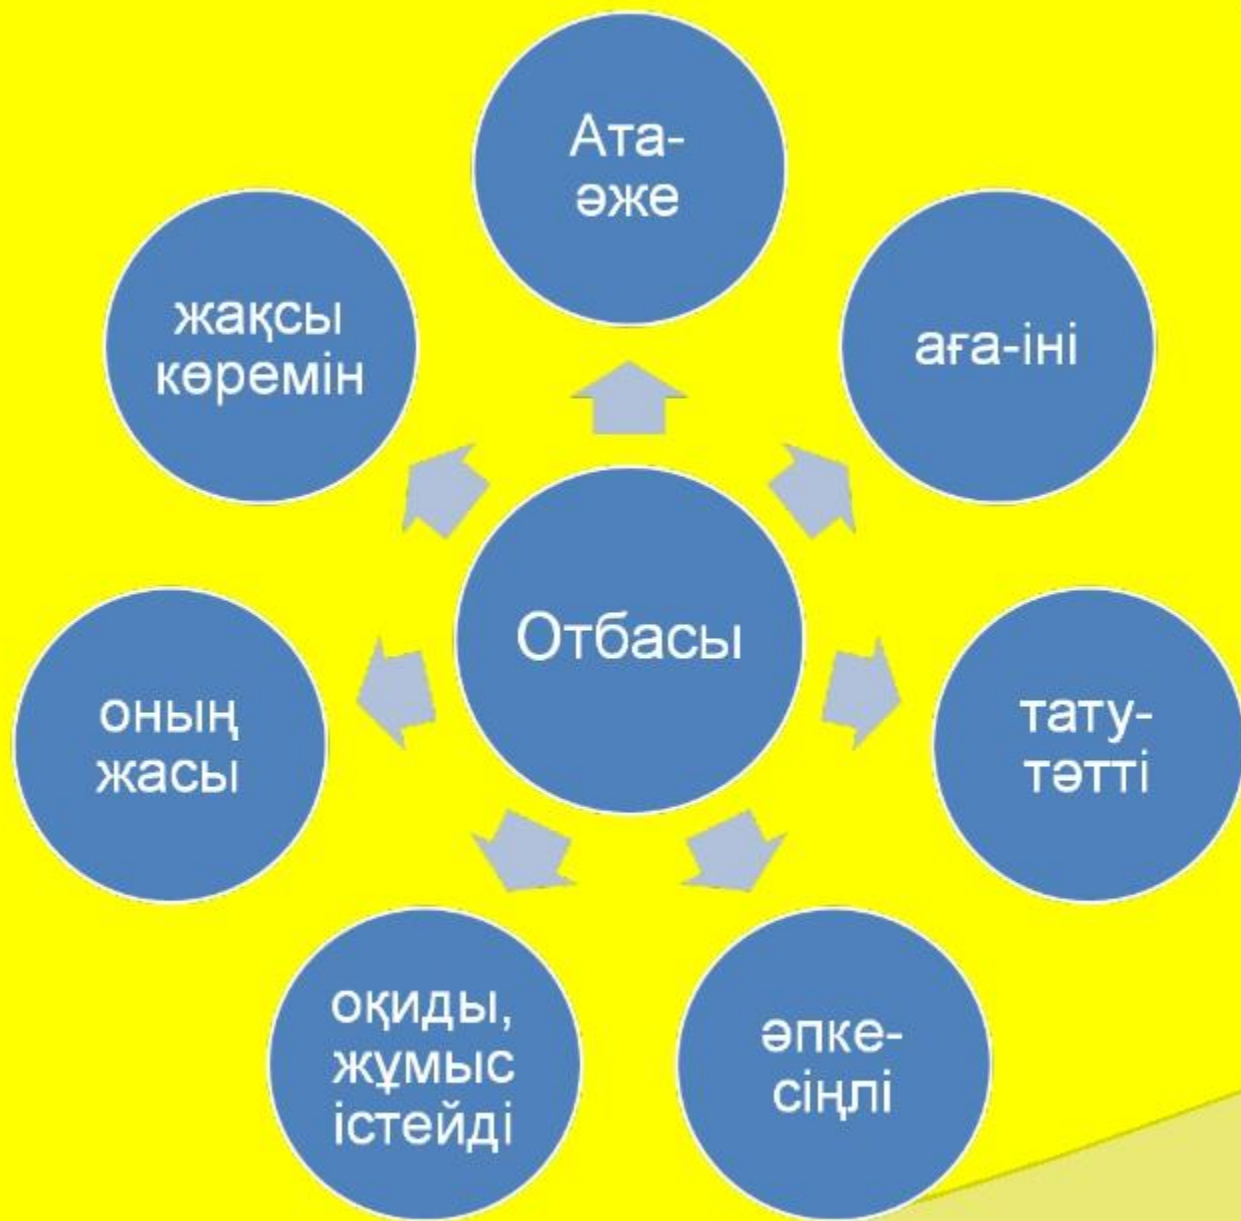 Ата-
әже
жақсы
көремін
аға-іні
Отбасы
оның
жасы
тату-
тәтті
оқиды,
жұмыс
істейді
әпке-
сіңлі